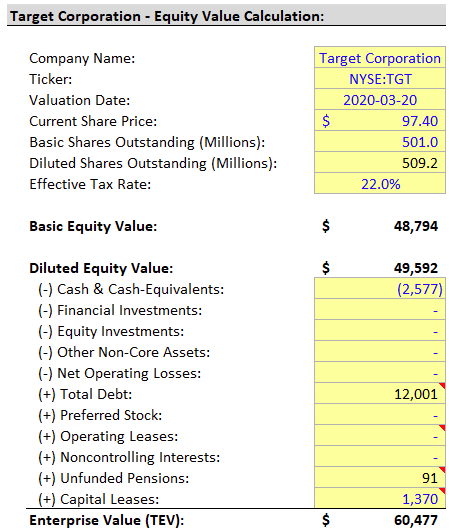 Target Corporation - Equity Value Calculation:
Company Name: Target Corporation
Ticker: NYSE:TGT
Valuation Date: 2020-03-20
Current Share Price: $ 97.40
Basic Shares Outstanding (Millions): 501.0
Diluted Shares Outstanding (Millions): 509.2
Effective Tax Rate: 22.0%
Basic Equity Value: $ 48,794
Diluted Equity Value: $ 49,592
(-) Cash & Cash-Equivalents: (2,577)
(-) Financial Investments: -
(-) Equity Investments: -
(-) Other Non-Core Assets: -
(-) Net Operating Losses: -
(+) Total Debt: 12,001
(+) Preferred Stock: -
(+) Operating Leases: -
(+) Noncontrolling Interests: -
(+) Unfunded Pensions: 91
(+) Capital Leases: 1,370
Enterprise Value (TEV): $ 60,477